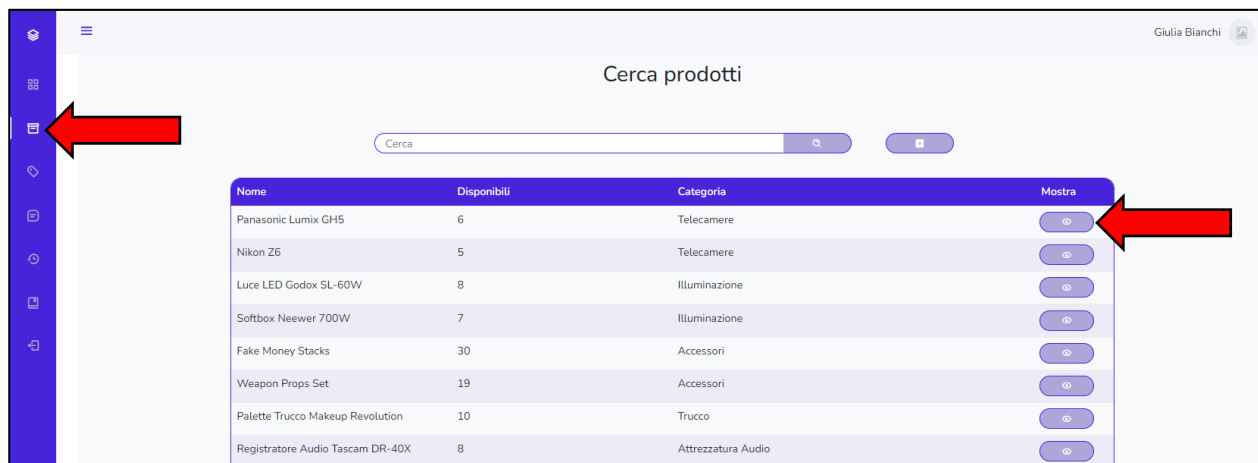 Giulia Bianchi
Cerca prodotti
Cerca
Nome Disponibili Categoria Mostra
Panasonic Lumix GH5 6 Telecamere
Nikon Z6 5 Telecamere
Luce LED Godox SL-60W 8 Illuminazione
Softbox Neewer 700W 7 Illuminazione
Fake Money Stacks 30 Accessori
Weapon Props Set 19 Accessori
Palette Trucco Makeup Revolution 10 Trucco
Registratore Audio Tascam DR-40X 8 Attrezzatura Audio